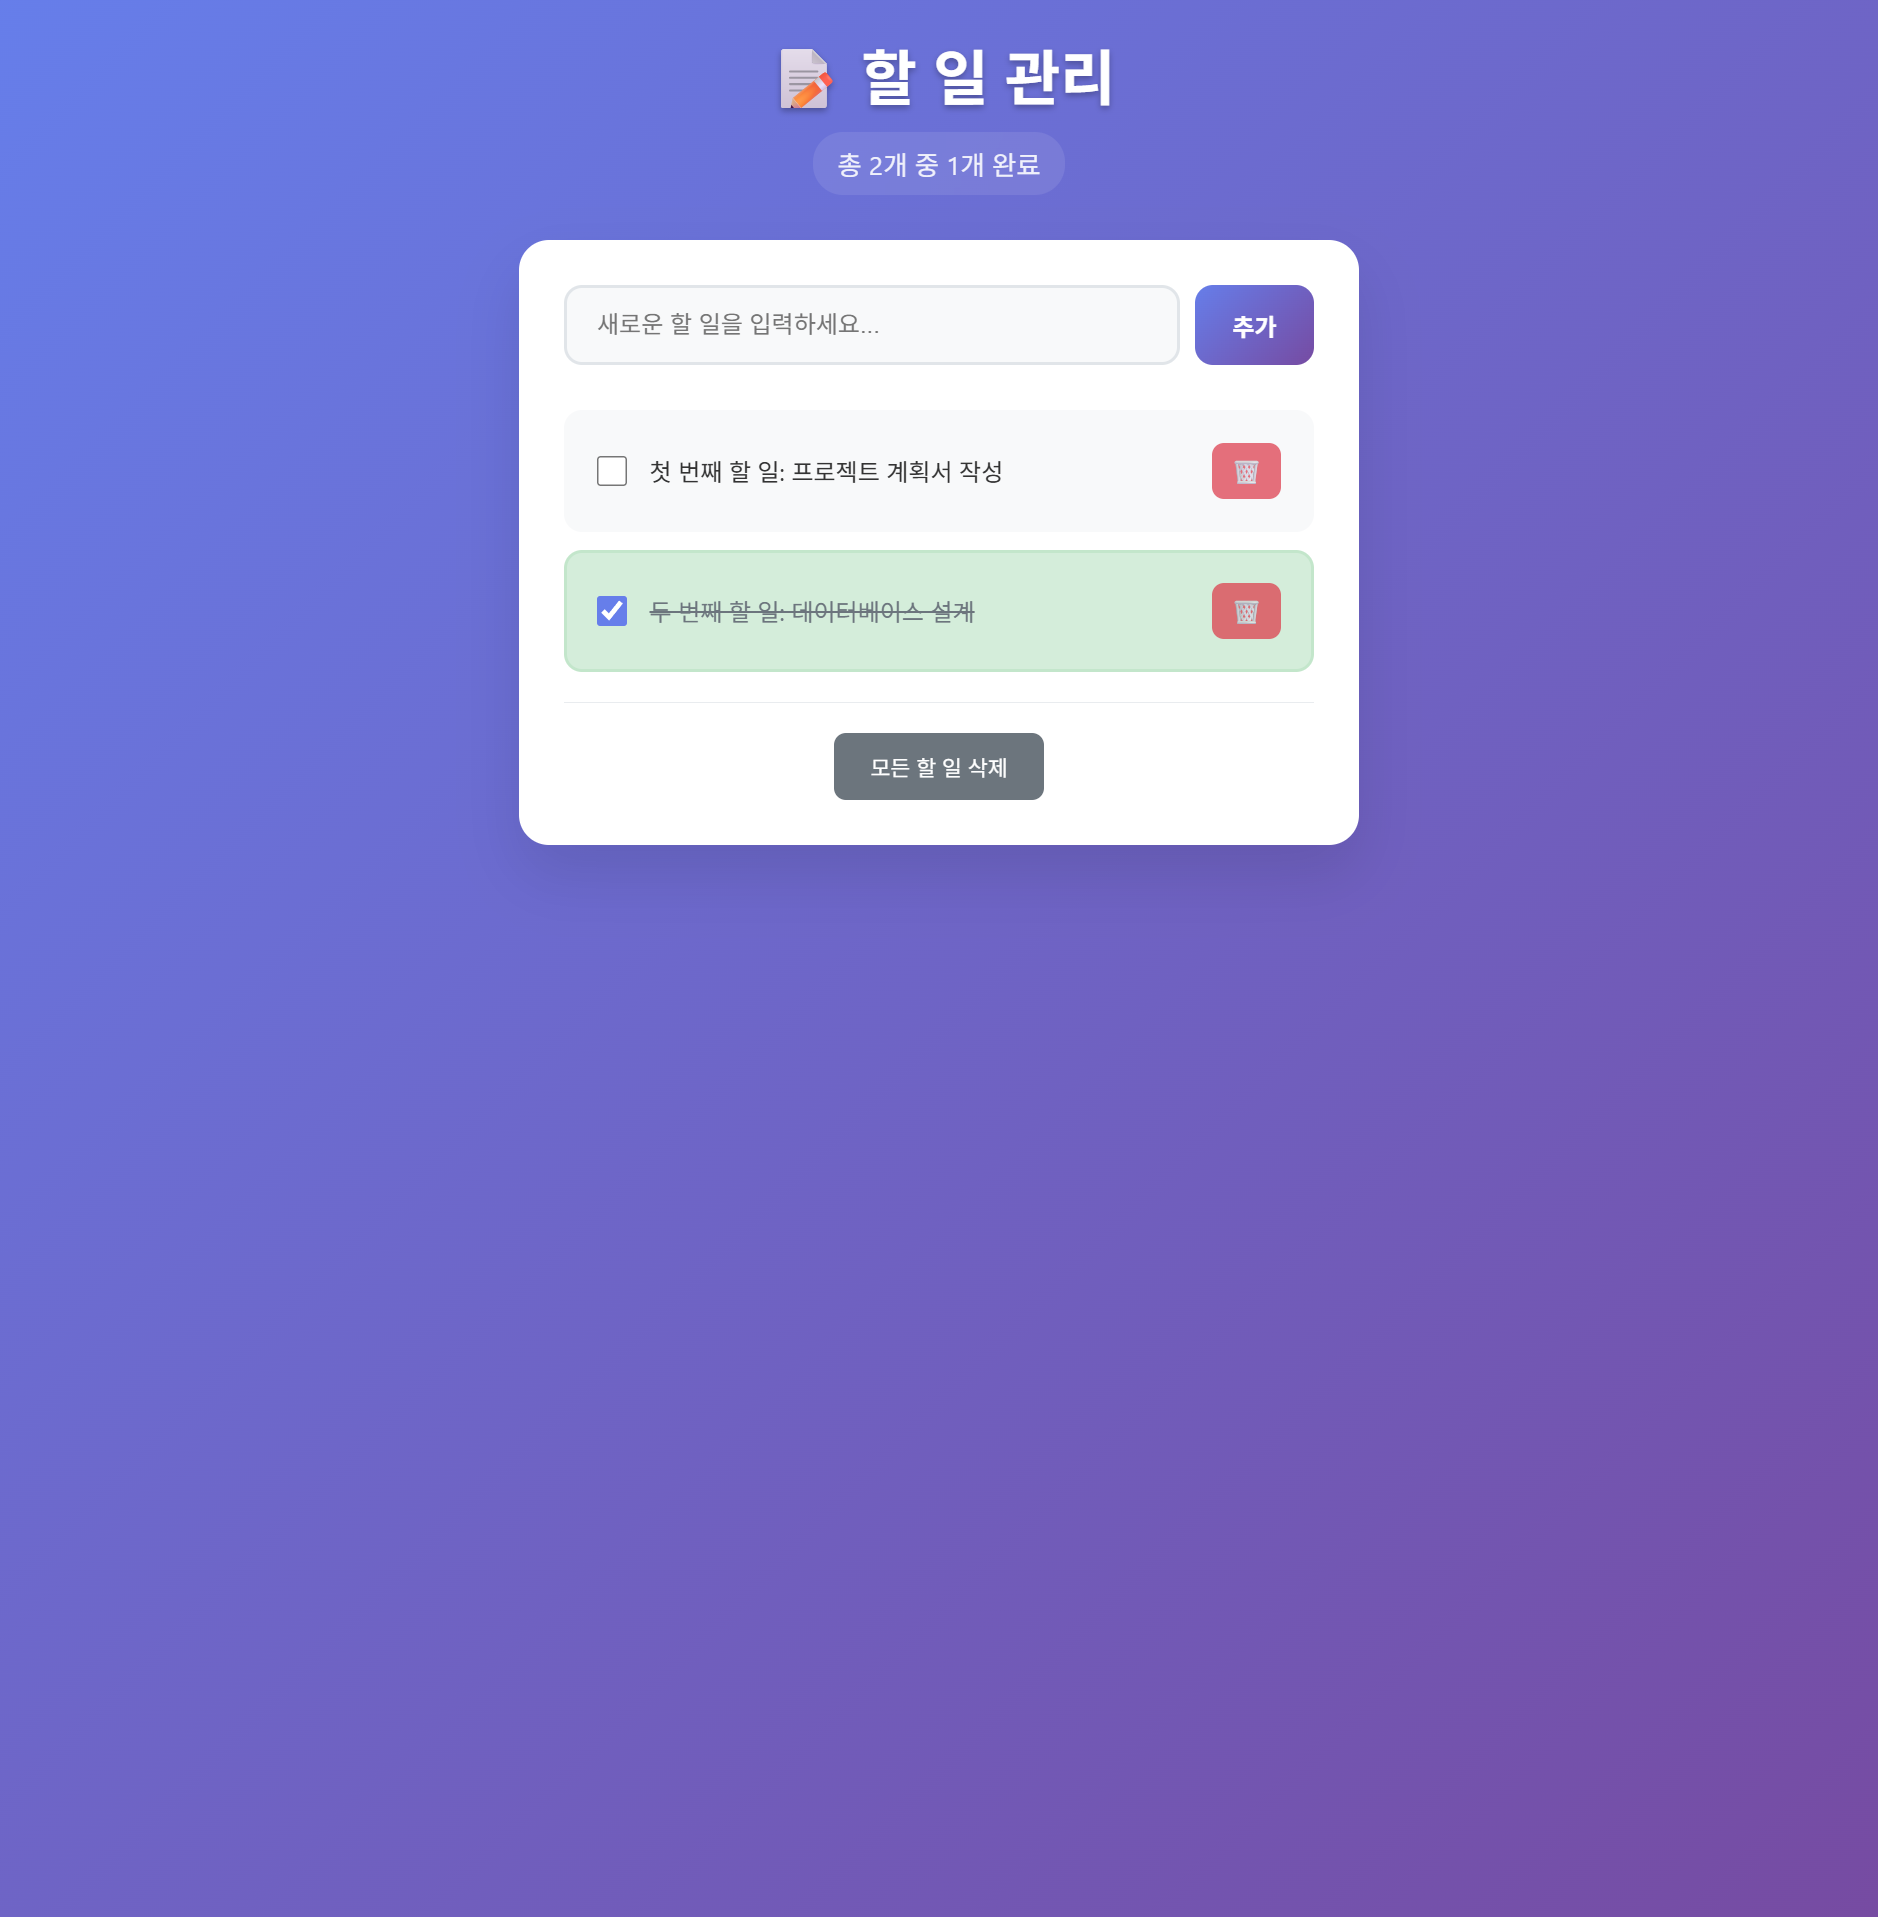 📝 할 일 관리
총 2개 중 1개 완료
새로운 할 일을 입력하세요...
추가
첫 번째 할 일: 프로젝트 계획서 작성
두 번째 할 일: 데이터베이스 설계
모든 할 일 삭제